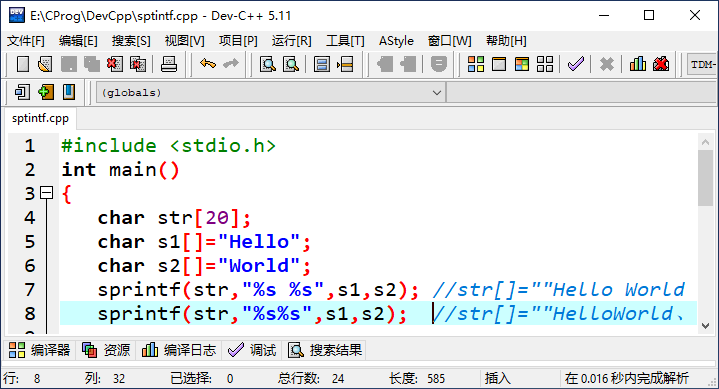 E:\CProg\DevCpp\sptintf.cpp - Dev-C++ 5.11
文件[F] 编辑[E] 搜索[S] 视图[V] 项目[P] 运行[R] 工具[T] AStyle 窗口[W] 帮助[H]
TDM-
(globals)
sptintf.cpp
1 #include <stdio.h>
2 int main()
3 {
4 char str[20];
5 char s1[]="Hello";
6 char s2[]="World";
7 sprintf(str,"%s %s",s1,s2); //str[]=""Hello World
8 sprintf(str,"%s%s",s1,s2); //str[]=""HelloWorld、
编译器 资源 编译日志 调试 搜索结果
行: 8 列: 32 已选择: 0 总行数: 24 长度: 585 插入 在 0.016 秒内完成解析